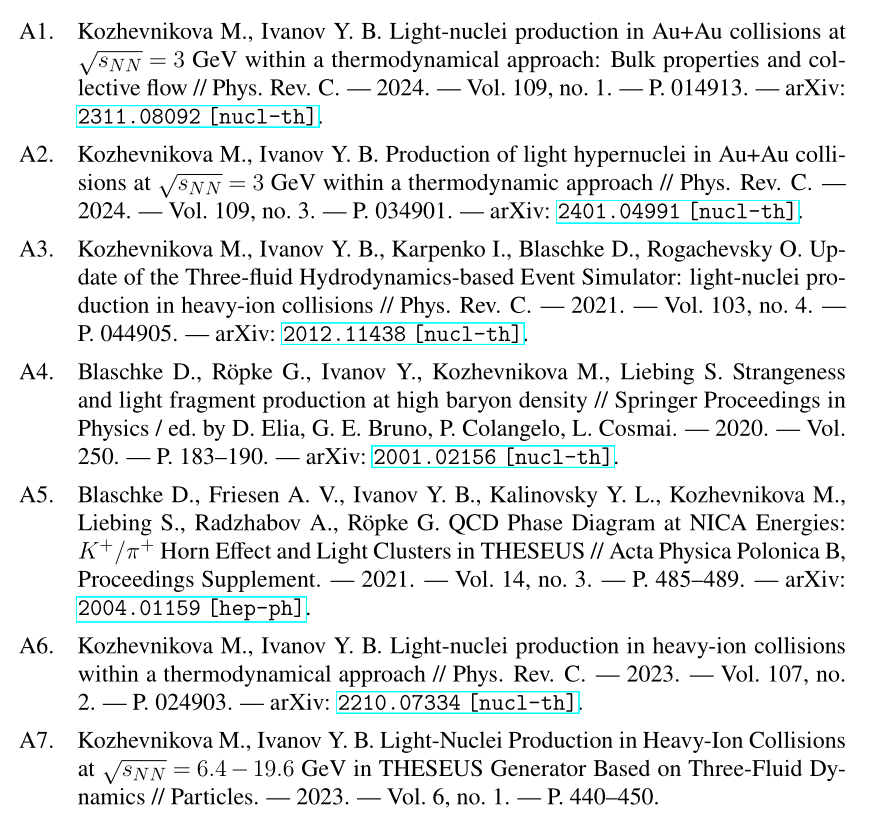 A1. Kozhevnikova M., Ivanov Y. B. Light-nuclei production in Au+Au collisions at
√sNN = 3 GeV within a thermodynamical approach: Bulk properties and col-
lective flow // Phys. Rev. C. — 2024. — Vol. 109, no. 1. — P. 014913. — arXiv:
2311.08092 [nucl-th].
A2. Kozhevnikova M., Ivanov Y. B. Production of light hypernuclei in Au+Au colli-
sions at √sNN = 3 GeV within a thermodynamic approach // Phys. Rev. C. —
2024. — Vol. 109, no. 3. — P. 034901. — arXiv: 2401.04991 [nucl-th].
A3. Kozhevnikova M., Ivanov Y. B., Karpenko I., Blaschke D., Rogachevsky O. Up-
date of the Three-fluid Hydrodynamics-based Event Simulator: light-nuclei pro-
duction in heavy-ion collisions // Phys. Rev. C. — 2021. — Vol. 103, no. 4. —
P. 044905. — arXiv: 2012.11438 [nucl-th].
A4. Blaschke D., Röpke G., Ivanov Y., Kozhevnikova M., Liebing S. Strangeness
and light fragment production at high baryon density // Springer Proceedings in
Physics / ed. by D. Elia, G. E. Bruno, P. Colangelo, L. Cosmai. — 2020. — Vol.
250. — P. 183–190. — arXiv: 2001.02156 [nucl-th].
A5. Blaschke D., Friesen A. V., Ivanov Y. B., Kalinovsky Y. L., Kozhevnikova M.,
Liebing S., Radzhabov A., Röpke G. QCD Phase Diagram at NICA Energies:
K⁺/π⁺ Horn Effect and Light Clusters in THESEUS // Acta Physica Polonica B,
Proceedings Supplement. — 2021. — Vol. 14, no. 3. — P. 485–489. — arXiv:
2004.01159 [hep-ph].
A6. Kozhevnikova M., Ivanov Y. B. Light-nuclei production in heavy-ion collisions
within a thermodynamical approach // Phys. Rev. C. — 2023. — Vol. 107, no.
2. — P. 024903. — arXiv: 2210.07334 [nucl-th].
A7. Kozhevnikova M., Ivanov Y. B. Light-Nuclei Production in Heavy-Ion Collisions
at √sNN = 6.4 – 19.6 GeV in THESEUS Generator Based on Three-Fluid Dy-
namics // Particles. — 2023. — Vol. 6, no. 1. — P. 440–450.